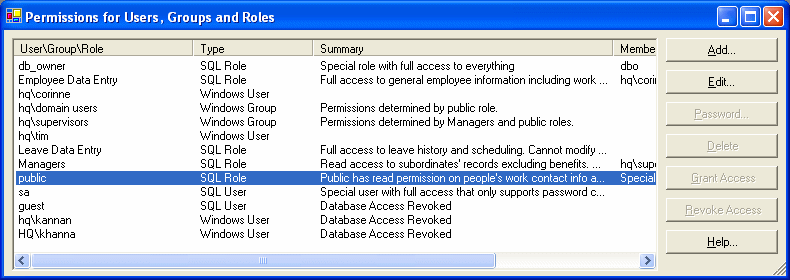 Permissions for Users, Groups and Roles
User\Group\Role Type Summary Membe
db_owner SQL Role Special role with full access to everything dbo
Employee Data Entry SQL Role Full access to general employee information including work ... hq\corin
hq\corinne Windows User
hq\domain users Windows Group Permissions determined by public role.
hq\supervisors Windows Group Permissions determined by Managers and public roles.
hq\tim Windows User
Leave Data Entry SQL Role Full access to leave history and scheduling. Cannot modify ...
Managers SQL Role Read access to subordinates' records excluding benefits. ... hq\supe
public SQL Role Public has read permission on people's work contact info a... Special
sa SQL User Special user with full access that only supports password c...
guest SQL User Database Access Revoked
hq\kannan Windows User Database Access Revoked
HQ\khanna Windows User Database Access Revoked
Add...
Edit...
Password...
Delete
Grant Access
Revoke Access
Help...